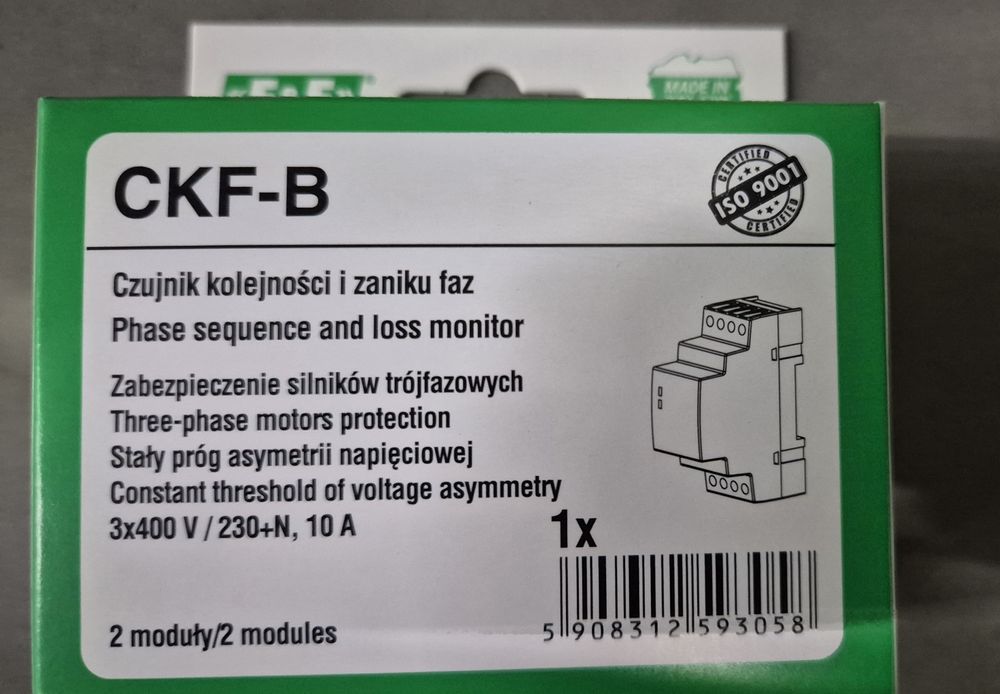 «F&F»®
MADE IN
CKF-B
CERTIFIED
ISO 9001
CERTIFIED
Czujnik kolejności i zaniku faz
Phase sequence and loss monitor
Zabezpieczenie silników trójfazowych
Three-phase motors protection
Stały próg asymetrii napięciowej
Constant threshold of voltage asymmetry
3x400 V / 230+N, 10 A
1x
2 moduły/2 modules
5 908312 593058